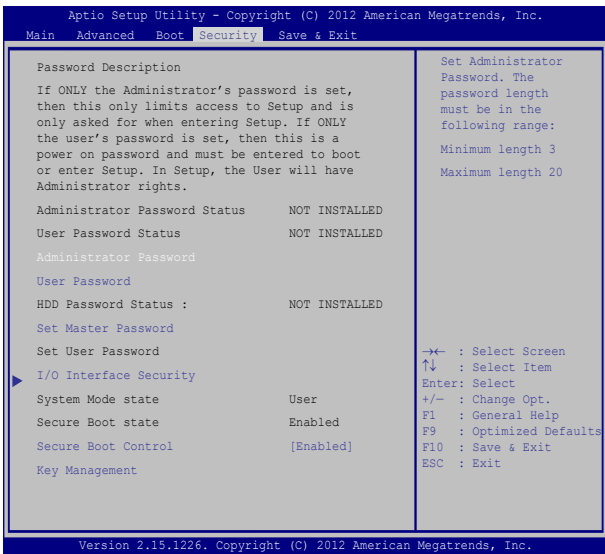 Aptio Setup Utility - Copyright (C) 2012 American Megatrends, Inc.
Main Advanced Boot Security Save & Exit
Password Description
If ONLY the Administrator's password is set,
then this only limits access to Setup and is
only asked for when entering Setup. If ONLY
the user's password is set, then this is a
power on password and must be entered to boot
or enter Setup. In Setup, the User will have
Administrator rights.
Administrator Password Status NOT INSTALLED
User Password Status NOT INSTALLED
Administrator Password
User Password
HDD Password Status : NOT INSTALLED
Set Master Password
Set User Password
I/O Interface Security
System Mode state User
Secure Boot state Enabled
Secure Boot Control [Enabled]
Key Management
Set Administrator
Password. The
password length
must be in the
following range:
Minimum length 3
Maximum length 20
→← : Select Screen
↑↓ : Select Item
Enter: Select
+/— : Change Opt.
F1 : General Help
F9 : Optimized Defaults
F10 : Save & Exit
ESC : Exit
Version 2.15.1226. Copyright (C) 2012 American Megatrends, Inc.